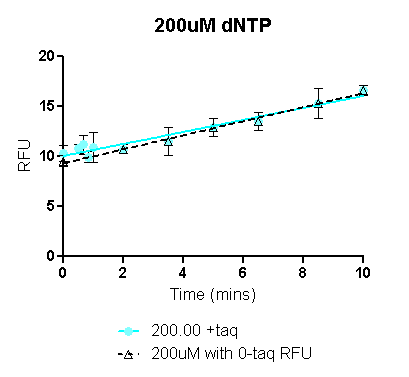 200uM dNTP
20
15
10
5
0
RFU
0 2 4 6 8 10
Time (mins)
200.00 +taq
200uM with 0-taq RFU